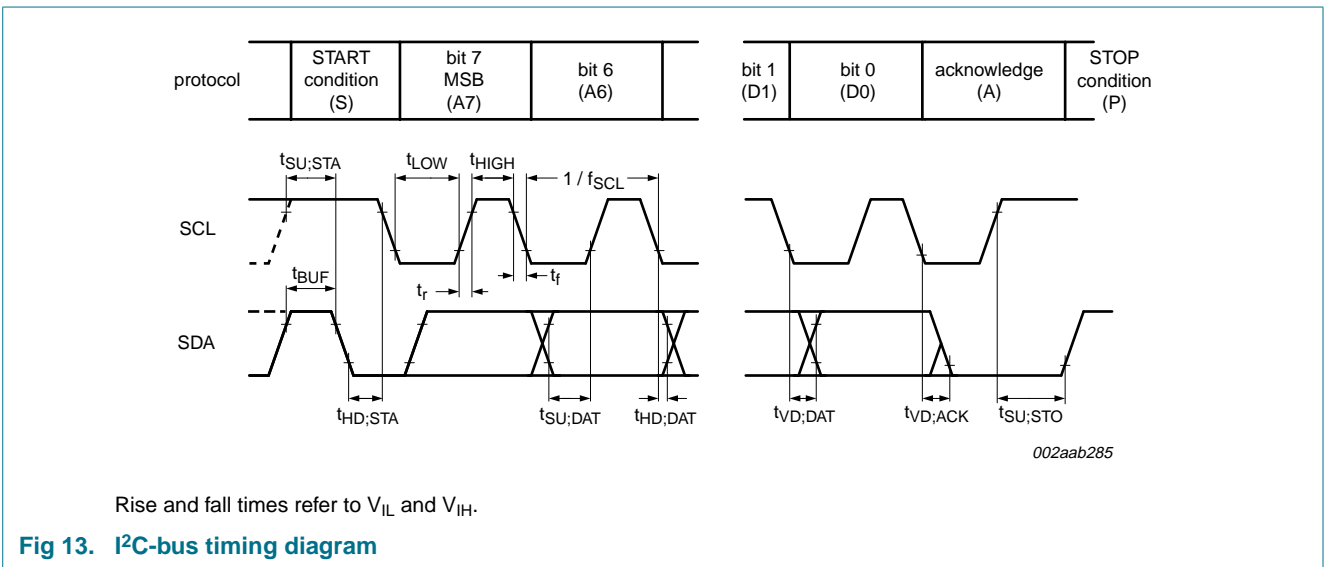 protocol
START
condition
(S)
bit 7
MSB
(A7)
bit 6
(A6)
bit 1
(D1)
bit 0
(D0)
acknowledge
(A)
STOP
condition
(P)
tSU;STA
tLOW
tHIGH
1 / fSCL
SCL
tBUF
tr
tf
SDA
tHD;STA
tSU;DAT
tHD;DAT
tVD;DAT
tVD;ACK
tSU;STO
002aab285
Rise and fall times refer to VIL and VIH.
Fig 13. I²C-bus timing diagram